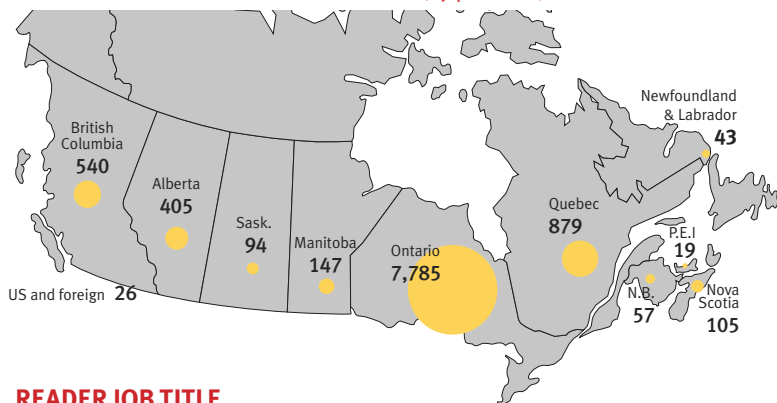 British
Columbia
540
Alberta
405
Sask.
94
Manitoba
147
Ontario
7,785
Quebec
879
Newfoundland
& Labrador
43
P.E.I
19
N.B.
57
Nova
Scotia
105
US and foreign 26
READER JOB TITLE